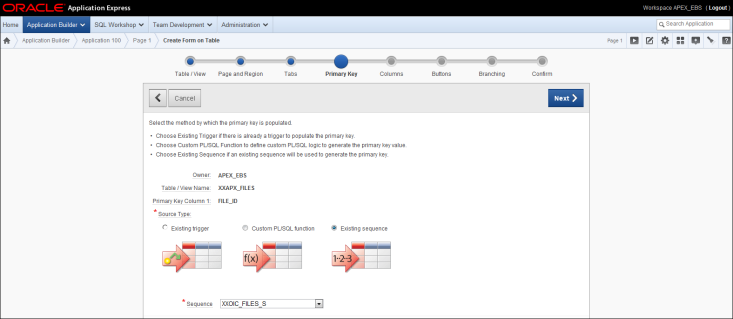 ORACLE Application Express
Workspace APEX_EBS ( Logout )
Home Application Builder SQL Workshop Team Development Administration Search Application
Application Builder Application 100 Page 1 Create Form on Table Page 1
Table / View Page and Region Tabs Primary Key Columns Buttons Branching Confirm
Cancel Next
Select the method by which the primary key is populated.
• Choose Existing Trigger if there is already a trigger to populate the primary key.
• Choose Custom PL/SQL Function to define custom PL/SQL logic to generate the primary key value.
• Choose Existing Sequence if an existing sequence will be used to generate the primary key.
Owner: APEX_EBS
Table / View Name: XXAPX_FILES
Primary Key Column 1: FILE_ID
* Source Type:
Existing trigger Custom PL/SQL function Existing sequence
f(x) 1-2-3
* Sequence XXOIC_FILES_S